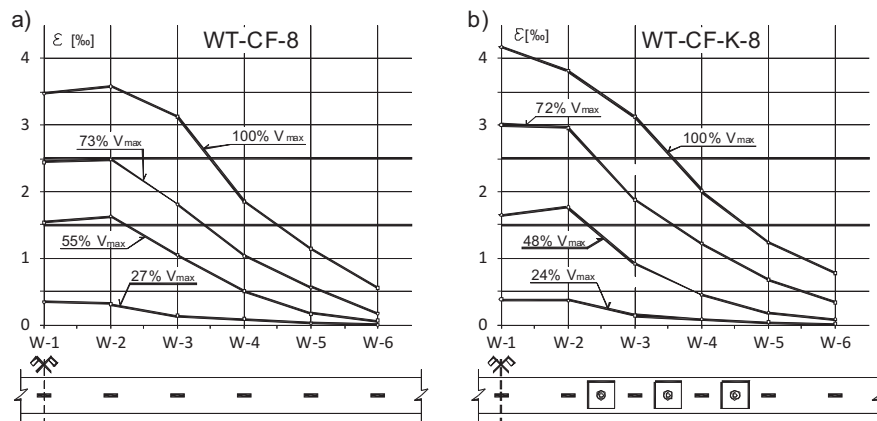 a)
ε [‰]
WT-CF-8
4
3
2
1
0
100% Vmax
73% Vmax
55% Vmax
27% Vmax
W-1 W-2 W-3 W-4 W-5 W-6
b)
ε[‰]
WT-CF-K-8
4
3
2
1
0
72% Vmax
100% Vmax
48% Vmax
24% Vmax
W-1 W-2 W-3 W-4 W-5 W-6